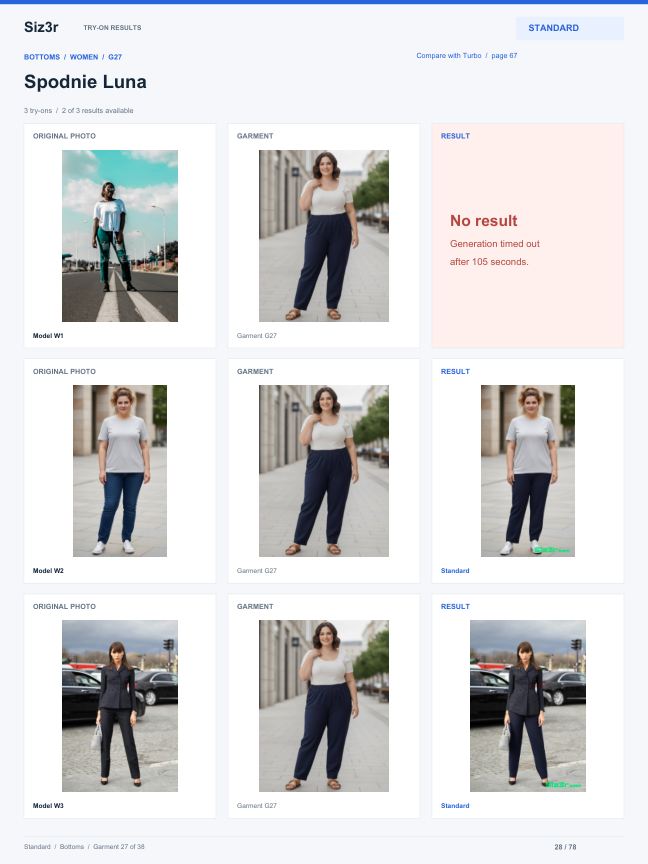 Siz3r
TRY-ON RESULTS
STANDARD
BOTTOMS / WOMEN / G27
Compare with Turbo / page 67
Spodnie Luna
3 try-ons / 2 of 3 results available
ORIGINAL PHOTO
GARMENT
RESULT
No result
Generation timed out
after 105 seconds.
Model W1
Garment G27
ORIGINAL PHOTO
GARMENT
RESULT
Model W2
Garment G27
Standard
ORIGINAL PHOTO
GARMENT
RESULT
Model W3
Garment G27
Standard
Standard / Bottoms / Garment 27 of 38
28 / 78